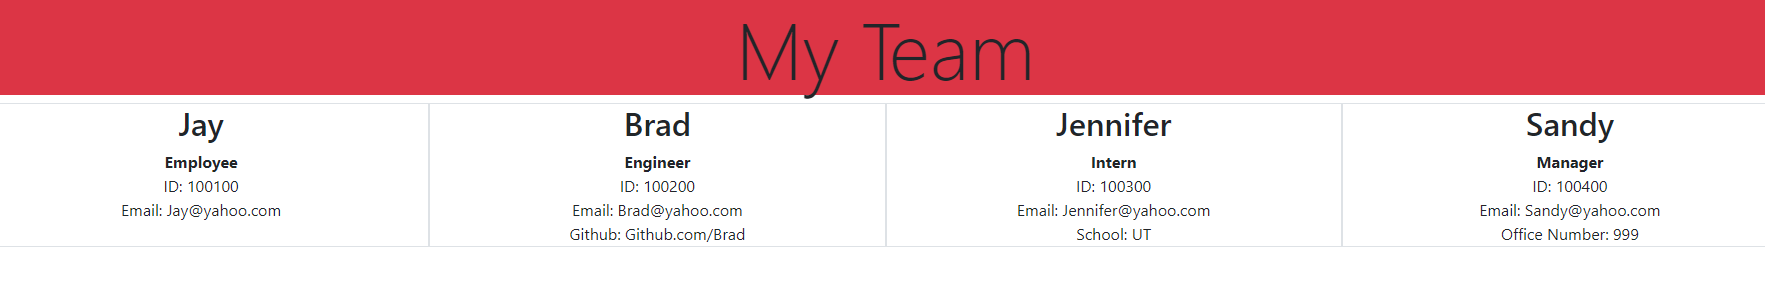 My Team
Jay
Employee
ID: 100100
Email: Jay@yahoo.com
Brad
Engineer
ID: 100200
Email: Brad@yahoo.com
Github: Github.com/Brad
Jennifer
Intern
ID: 100300
Email: Jennifer@yahoo.com
School: UT
Sandy
Manager
ID: 100400
Email: Sandy@yahoo.com
Office Number: 999